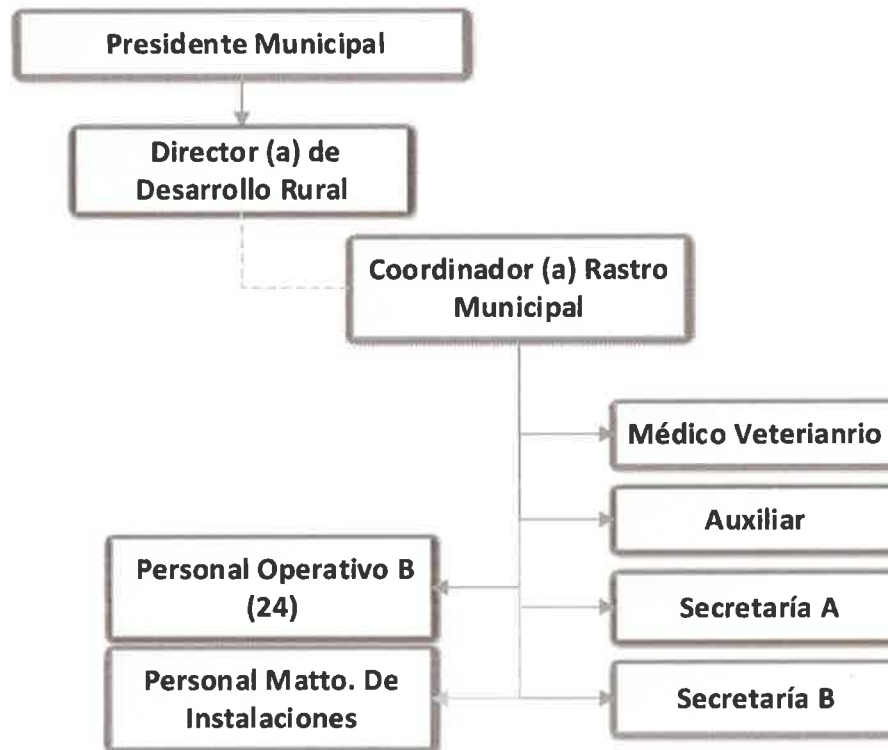 Presidente Municipal
Director (a) de
Desarrollo Rural
Coordinador (a) Rastro
Municipal
Médico Veterianrio
Auxiliar
Personal Operativo B
(24)
Secretaría A
Personal Matto. De
Instalaciones
Secretaría B